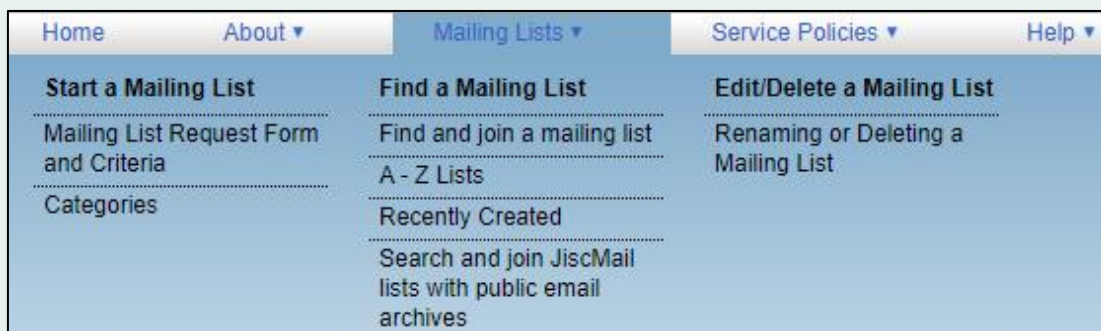 Home About ▾ Mailing Lists ▾ Service Policies ▾ Help ▾
Start a Mailing List
Mailing List Request Form
and Criteria
Categories
Find a Mailing List
Find and join a mailing list
A - Z Lists
Recently Created
Search and join JiscMail
lists with public email
archives
Edit/Delete a Mailing List
Renaming or Deleting a
Mailing List